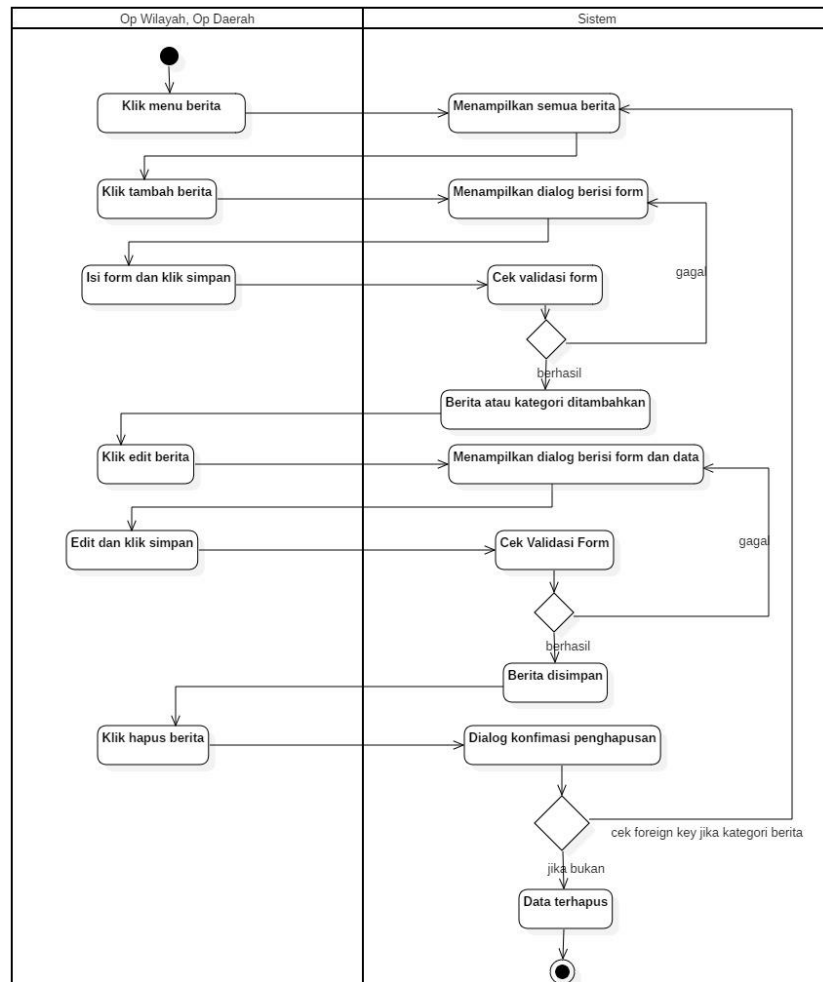 Op Wilayah, Op Daerah
Sistem
Klik menu berita
Menampilkan semua berita
Klik tambah berita
Menampilkan dialog berisi form
Isi form dan klik simpan
Cek validasi form
gagal
berhasil
Berita atau kategori ditambahkan
Klik edit berita
Menampilkan dialog berisi form dan data
Edit dan klik simpan
Cek Validasi Form
gagal
berhasil
Berita disimpan
Klik hapus berita
Dialog konfimasi penghapusan
cek foreign key jika kategori berita
jika bukan
Data terhapus